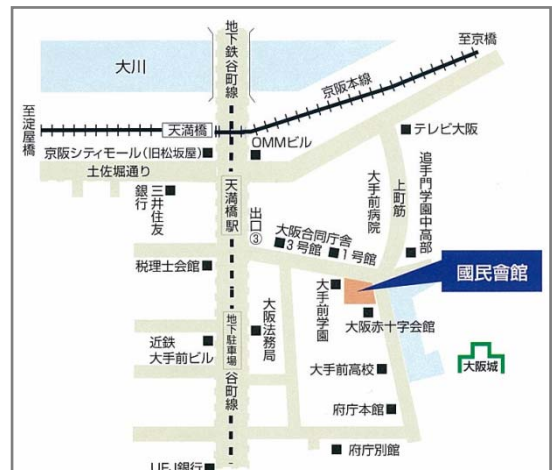 地下鉄谷町線
至京橋
大川
京阪本線
至淀屋橋
天満橋
テレビ大阪
京阪シティモール(旧松坂屋)
OMMビル
土佐堀通り
三井住友
銀行
天満橋駅
出口③
大阪合同庁舎
3号館
1号館
大手前病院
上町筋
追手門学園中高部
税理士会館
國民會館
大手前学園
大阪赤十字会館
近鉄
大手前ビル
地下駐車場
大阪法務局
大阪城
大手前高校
谷町線
府庁本館
府庁別館
UFJ銀行